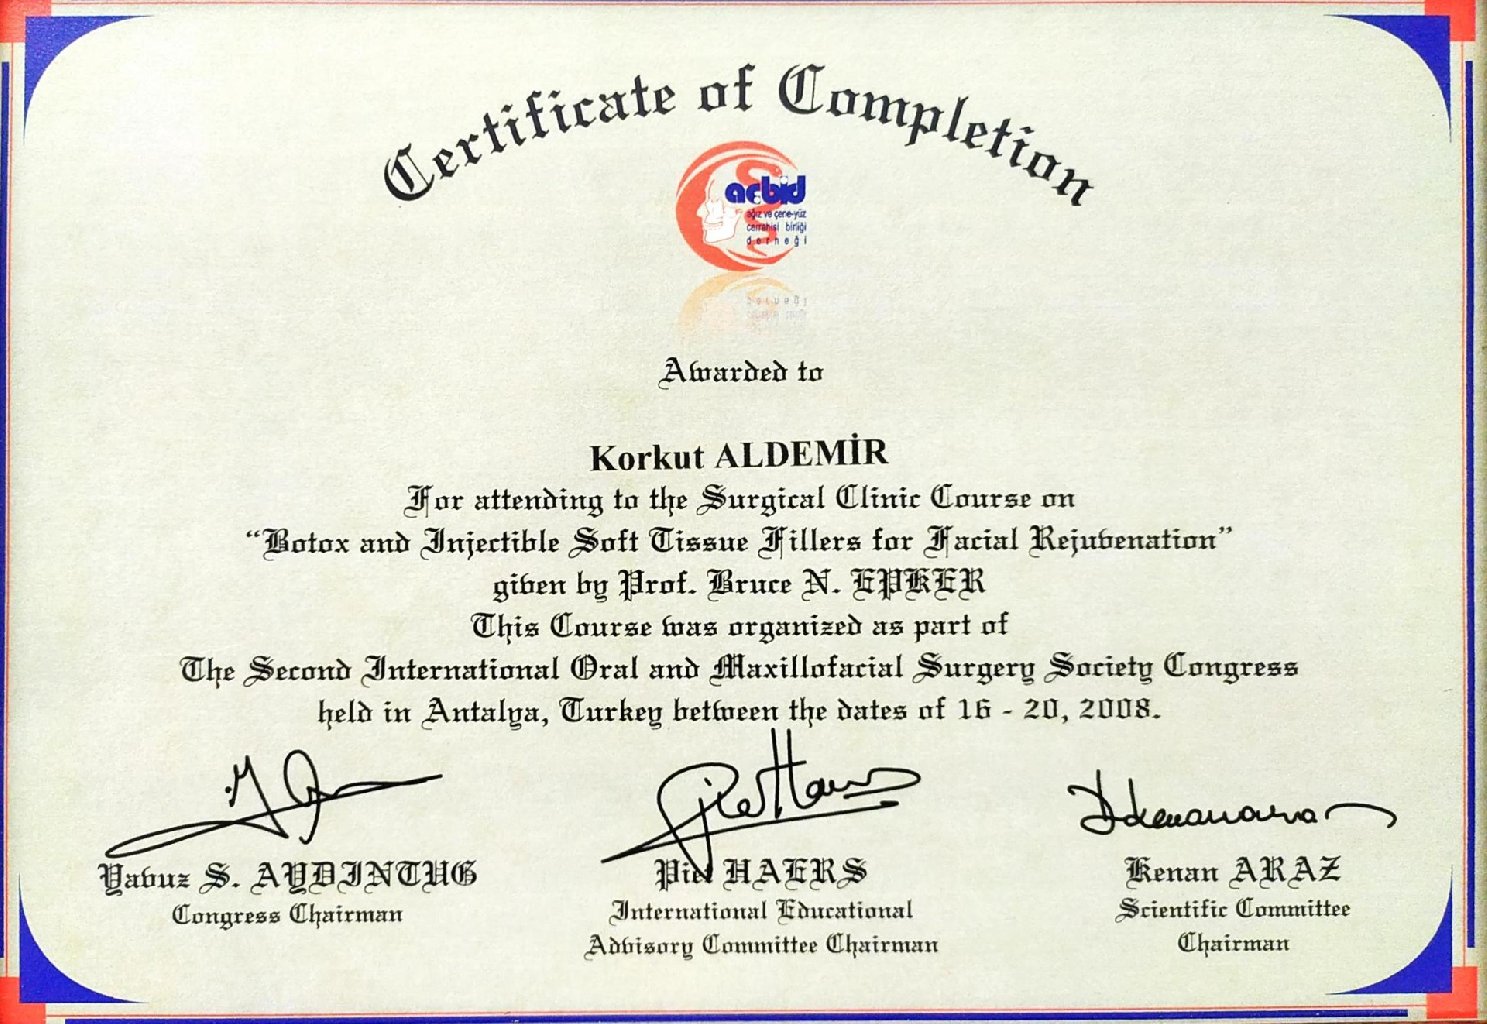 Certificate of Completion
açbid
ağız ve çene-yüz
cerrahisi birliği
derneği
Awarded to
Korkut ALDEMİR
For attending to the Surgical Clinic Course on
“Botox and Injectible Soft Tissue Fillers for Facial Rejuvenation”
given by Prof. Bruce N. EPKER
This Course was organized as part of
The Second International Oral and Maxillofacial Surgery Society Congress
held in Antalya, Turkey between the dates of 16 - 20, 2008.
Yavuz S. AYDINTUG
Congress Chairman
Piet HAERS
International Educational
Advisory Committee Chairman
Kenan ARAZ
Scientific Committee
Chairman